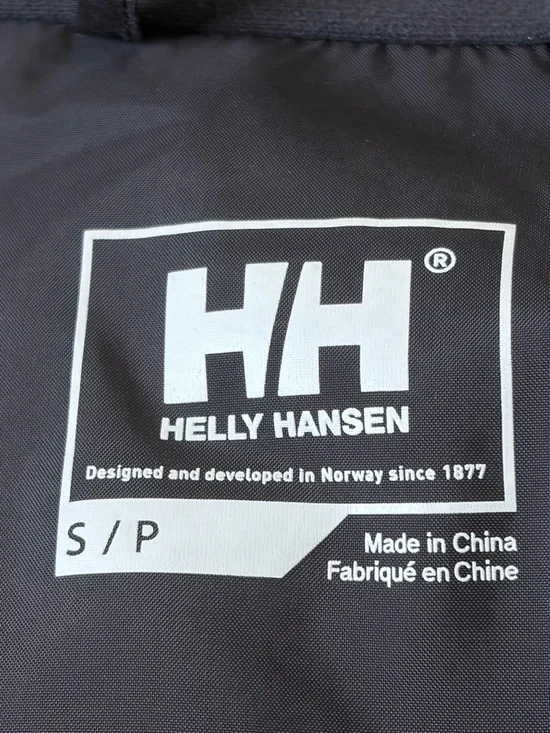 HH®
HELLY HANSEN
Designed and developed in Norway since 1877
S / P
Made in China
Fabriqué en Chine